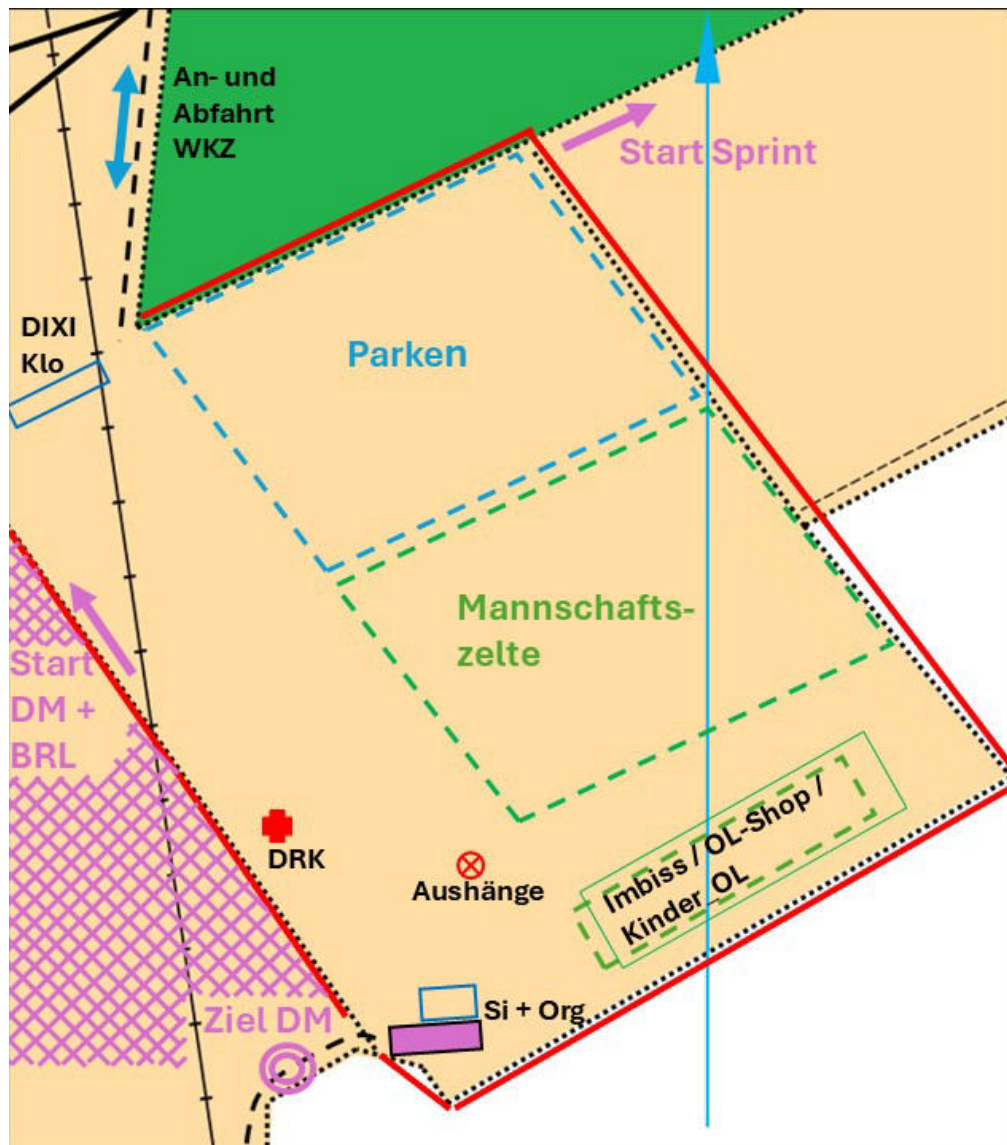 An- und
Abfahrt
WKZ
Start Sprint
DIXI
Klo
Parken
Mannschafts-
zelte
Start
DM +
BRL
DRK
Aushänge
Imbiss / OL-Shop /
Kinder_OL
Si + Org
Ziel DM